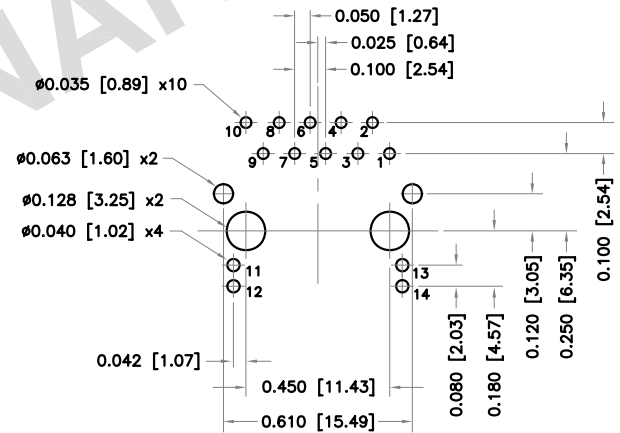 0.050 [1.27]
0.025 [0.64]
0.100 [2.54]
ø0.035 [0.89] x10
10 8 6 4 2
9 7 5 3 1
ø0.063 [1.60] x2
ø0.128 [3.25] x2
ø0.040 [1.02] x4
11 13
12 14
0.042 [1.07]
0.450 [11.43]
0.610 [15.49]
0.080 [2.03]
0.180 [4.57]
0.120 [3.05]
0.250 [6.35]
0.100 [2.54]